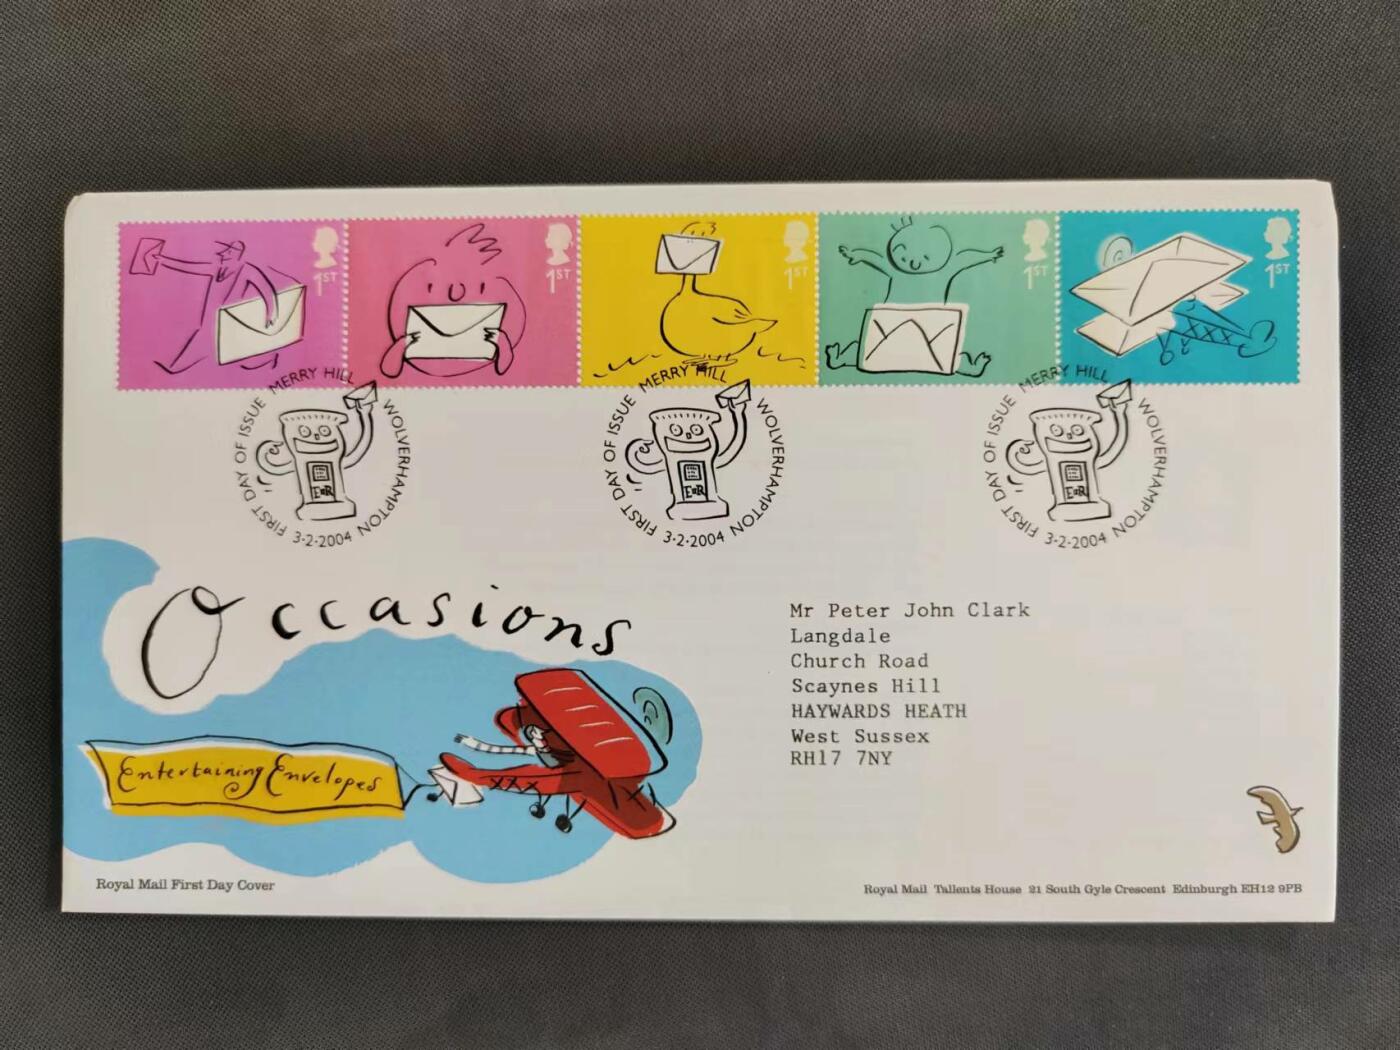 1ST 1ST 1ST 1ST 1ST
FIRST DAY OF ISSUE MERRY HILL WOLVERHAMPTON
EIIR
3·2·2004
FIRST DAY OF ISSUE MERRY HILL WOLVERHAMPTON
EIIR
3·2·2004
FIRST DAY OF ISSUE MERRY HILL WOLVERHAMPTON
EIIR
3·2·2004
Occasions
Entertaining Envelopes
Mr Peter John Clark
Langdale
Church Road
Scaynes Hill
HAYWARDS HEATH
West Sussex
RH17 7NY
Royal Mail First Day Cover
Royal Mail Tallents House 21 South Gyle Crescent Edinburgh EH12 9PB